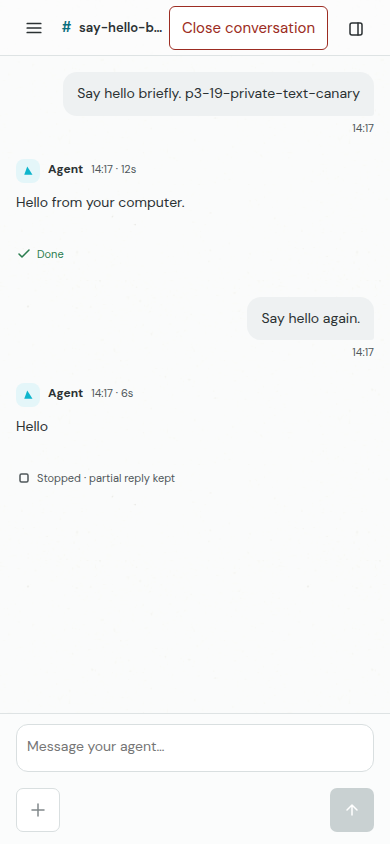 # say-hello-b...
Close conversation
Say hello briefly. p3-19-private-text-canary
14:17
Agent 14:17 · 12s
Hello from your computer.
Done
Say hello again.
14:17
Agent 14:17 · 6s
Hello
Stopped · partial reply kept
Message your agent...